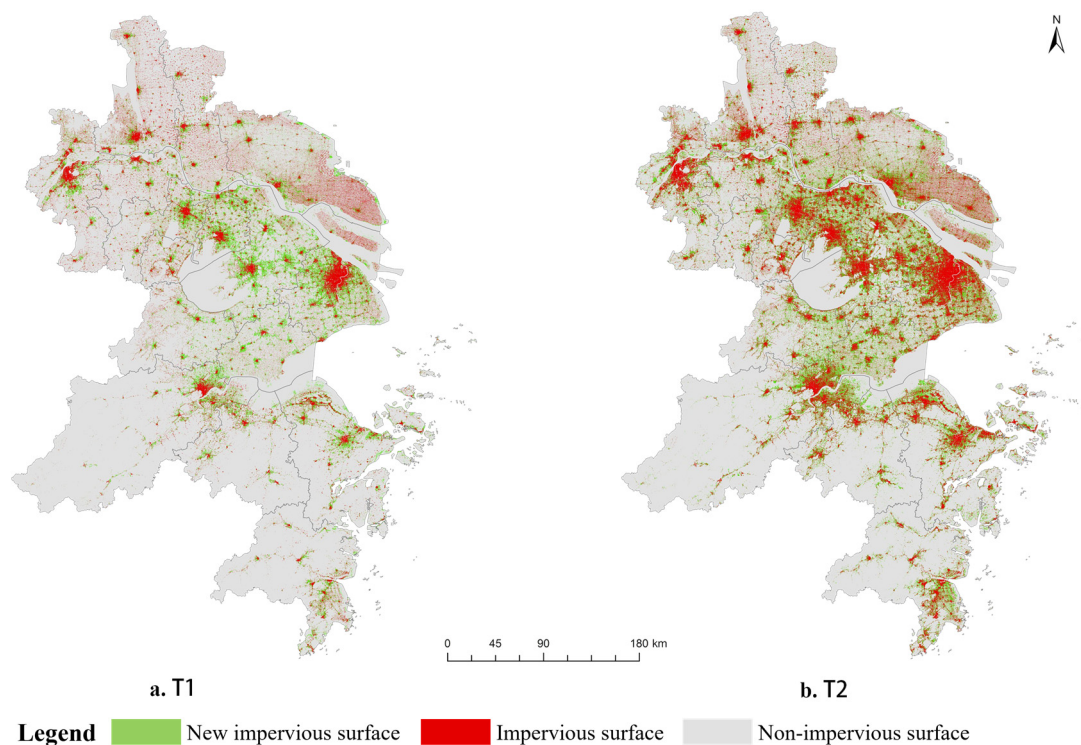 N
0 45 90 180 km
a. T1
b. T2
Legend New impervious surface Impervious surface Non-impervious surface